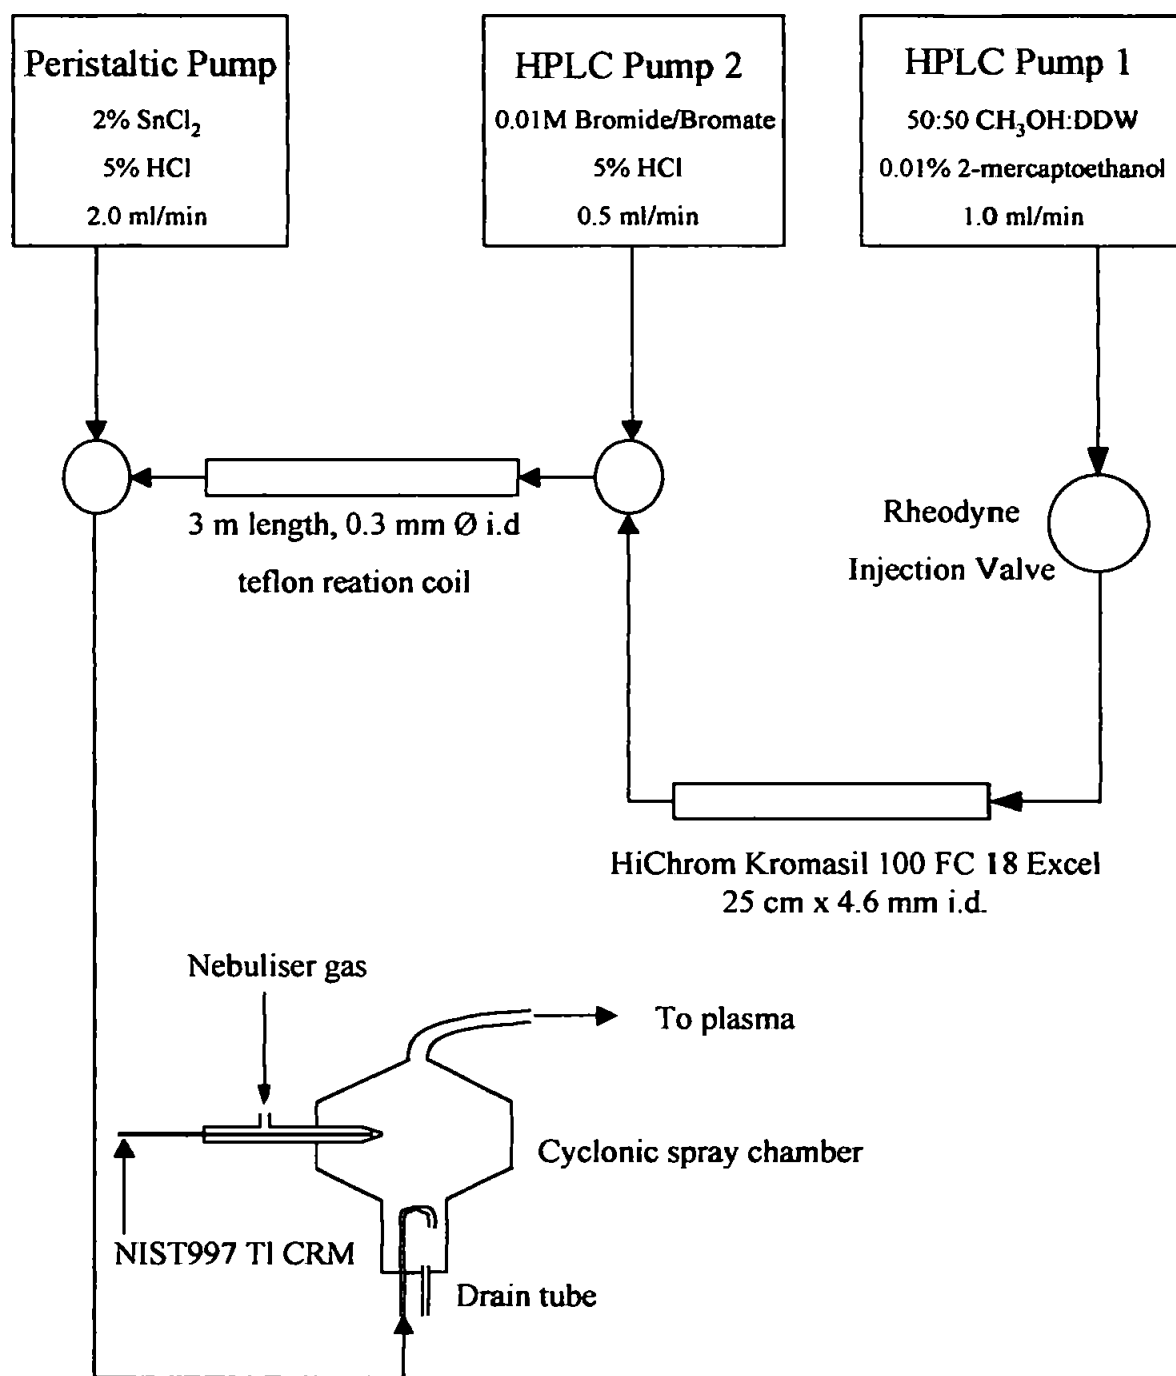 Peristaltic Pump
2% SnCl₂
5% HCl
2.0 ml/min
HPLC Pump 2
0.01M Bromide/Bromate
5% HCl
0.5 ml/min
HPLC Pump 1
50:50 CH₃OH:DDW
0.01% 2-mercaptoethanol
1.0 ml/min
3 m length, 0.3 mm Ø i.d
teflon reation coil
Rheodyne
Injection Valve
HiChrom Kromasil 100 FC 18 Excel
25 cm x 4.6 mm i.d.
Nebuliser gas
To plasma
Cyclonic spray chamber
NIST997 Tl CRM
Drain tube